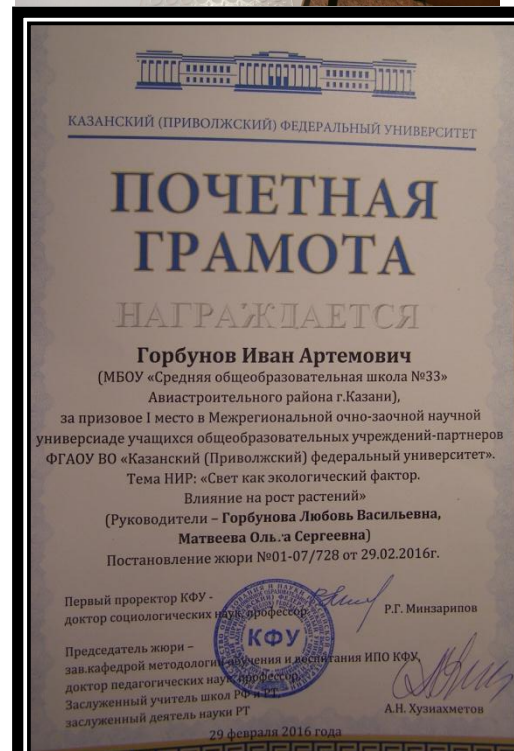 КАЗАНСКИЙ (ПРИВОЛЖСКИЙ) ФЕДЕРАЛЬНЫЙ УНИВЕРСИТЕТ
ПОЧЕТНАЯ
ГРАМОТА
НАГРАЖДАЕТСЯ
Горбунов Иван Артемович
(МБОУ «Средняя общеобразовательная школа №33»
Авиастроительного района г.Казани),
за призовое I место в Межрегиональной очно-заочной научной
универсиаде учащихся общеобразовательных учреждений-партнеров
ФГАОУ ВО «Казанский (Приволжский) федеральный университет».
Тема НИР: «Свет как экологический фактор.
Влияние на рост растений»
(Руководители – Горбунова Любовь Васильевна,
Матвеева Ольга Сергеевна)
Постановление жюри №01-07/728 от 29.02.2016г.
Первый проректор КФУ -
доктор социологических наук, профессор
Р.Г. Минзарипов
Председатель жюри –
зав.кафедрой методологии обучения и воспитания ИПО КФУ,
доктор педагогических наук, профессор,
Заслуженный учитель школ РФ и РТ,
заслуженный деятель науки РТ
А.Н. Хузиахметов
КФУ
29 февраля 2016 года